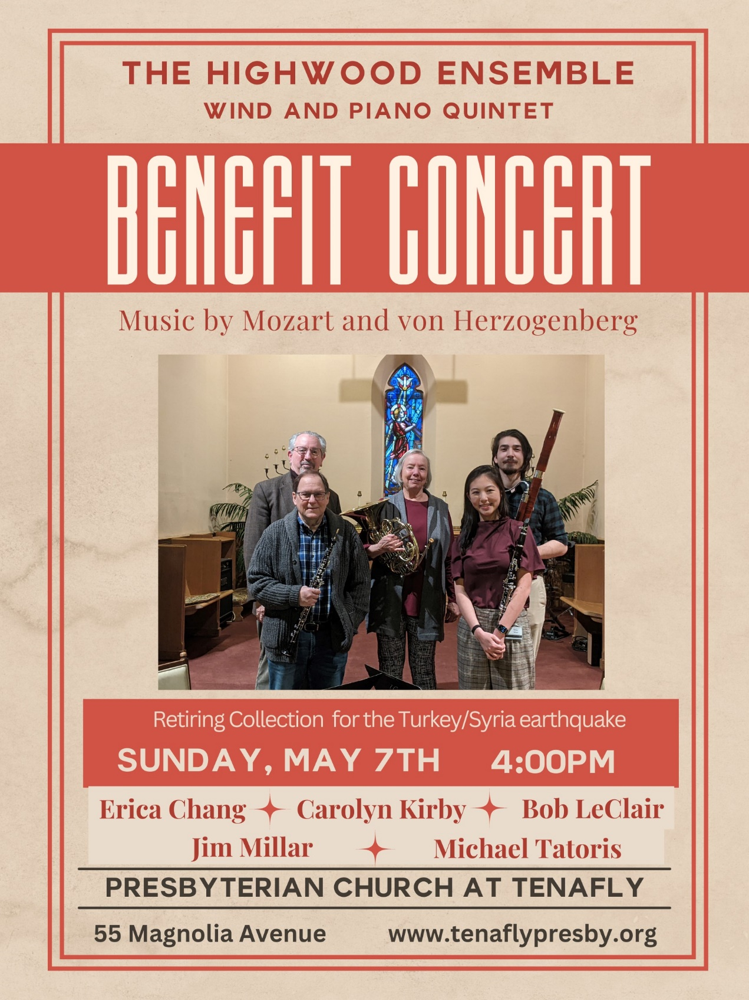 THE HIGHWOOD ENSEMBLE
WIND AND PIANO QUINTET
BENEFIT CONCERT
Music by Mozart and von Herzogenberg
Retiring Collection for the Turkey/Syria earthquake
SUNDAY, MAY 7TH 4:00PM
Erica Chang Carolyn Kirby Bob LeClair
Jim Millar Michael Tatoris
PRESBYTERIAN CHURCH AT TENAFLY
55 Magnolia Avenue www.tenaflypresby.org